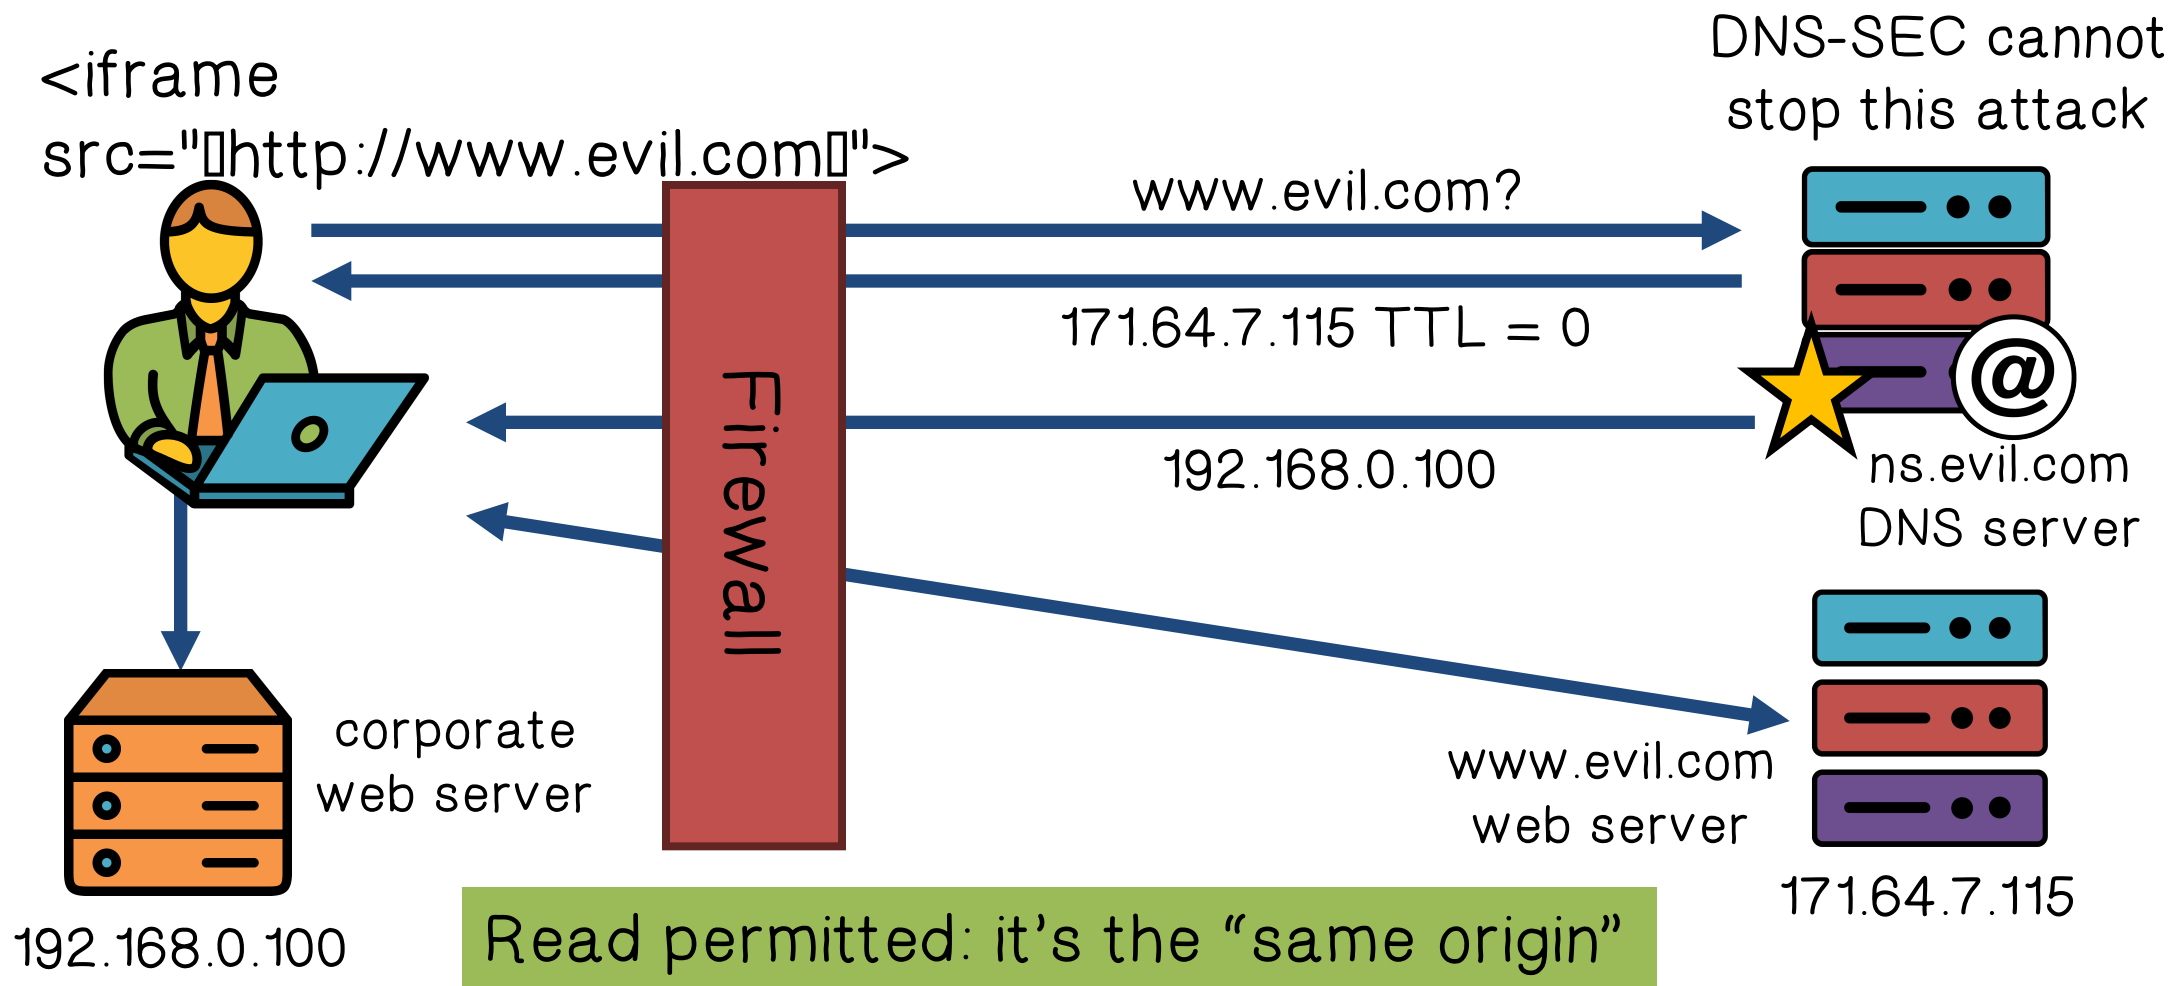 <iframe
src="▯http://www.evil.com▯">
DNS-SEC cannot
stop this attack
www.evil.com?
171.64.7.115 TTL = 0
192.168.0.100
@
ns.evil.com
DNS server
Firewall
corporate
web server
192.168.0.100
www.evil.com
web server
171.64.7.115
Read permitted: it’s the “same origin”